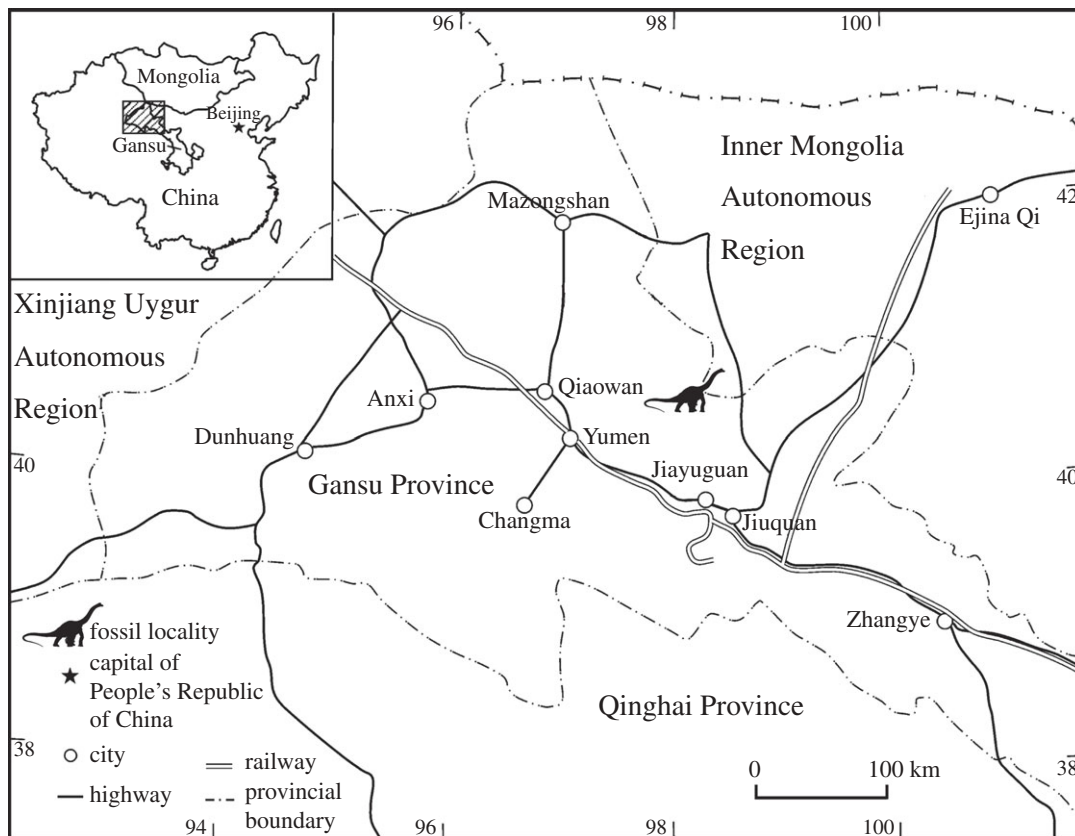 96
98
100
Mongolia
Beijing
Gansu
China
Inner Mongolia
Autonomous
Region
Mazongshan
42
Ejina Qi
Xinjiang Uygur
Autonomous
Region
Anxi
Qiaowan
Dunhuang
Yumen
40
40
Jiayuguan
Gansu Province
Changma
Jiuquan
Zhangye
fossil locality
capital of
People's Republic
of China
Qinghai Province
38
city
railway
0 100 km
38
highway
provincial
boundary
94
96
98
100